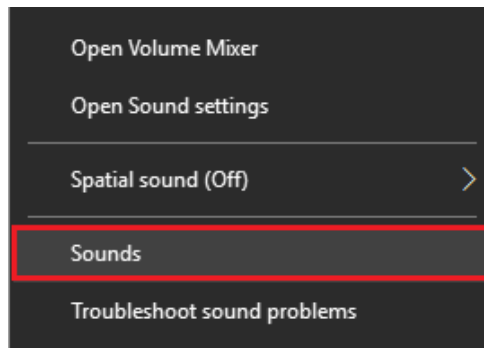 Open Volume Mixer
Open Sound settings
Spatial sound (Off)
Sounds
Troubleshoot sound problems